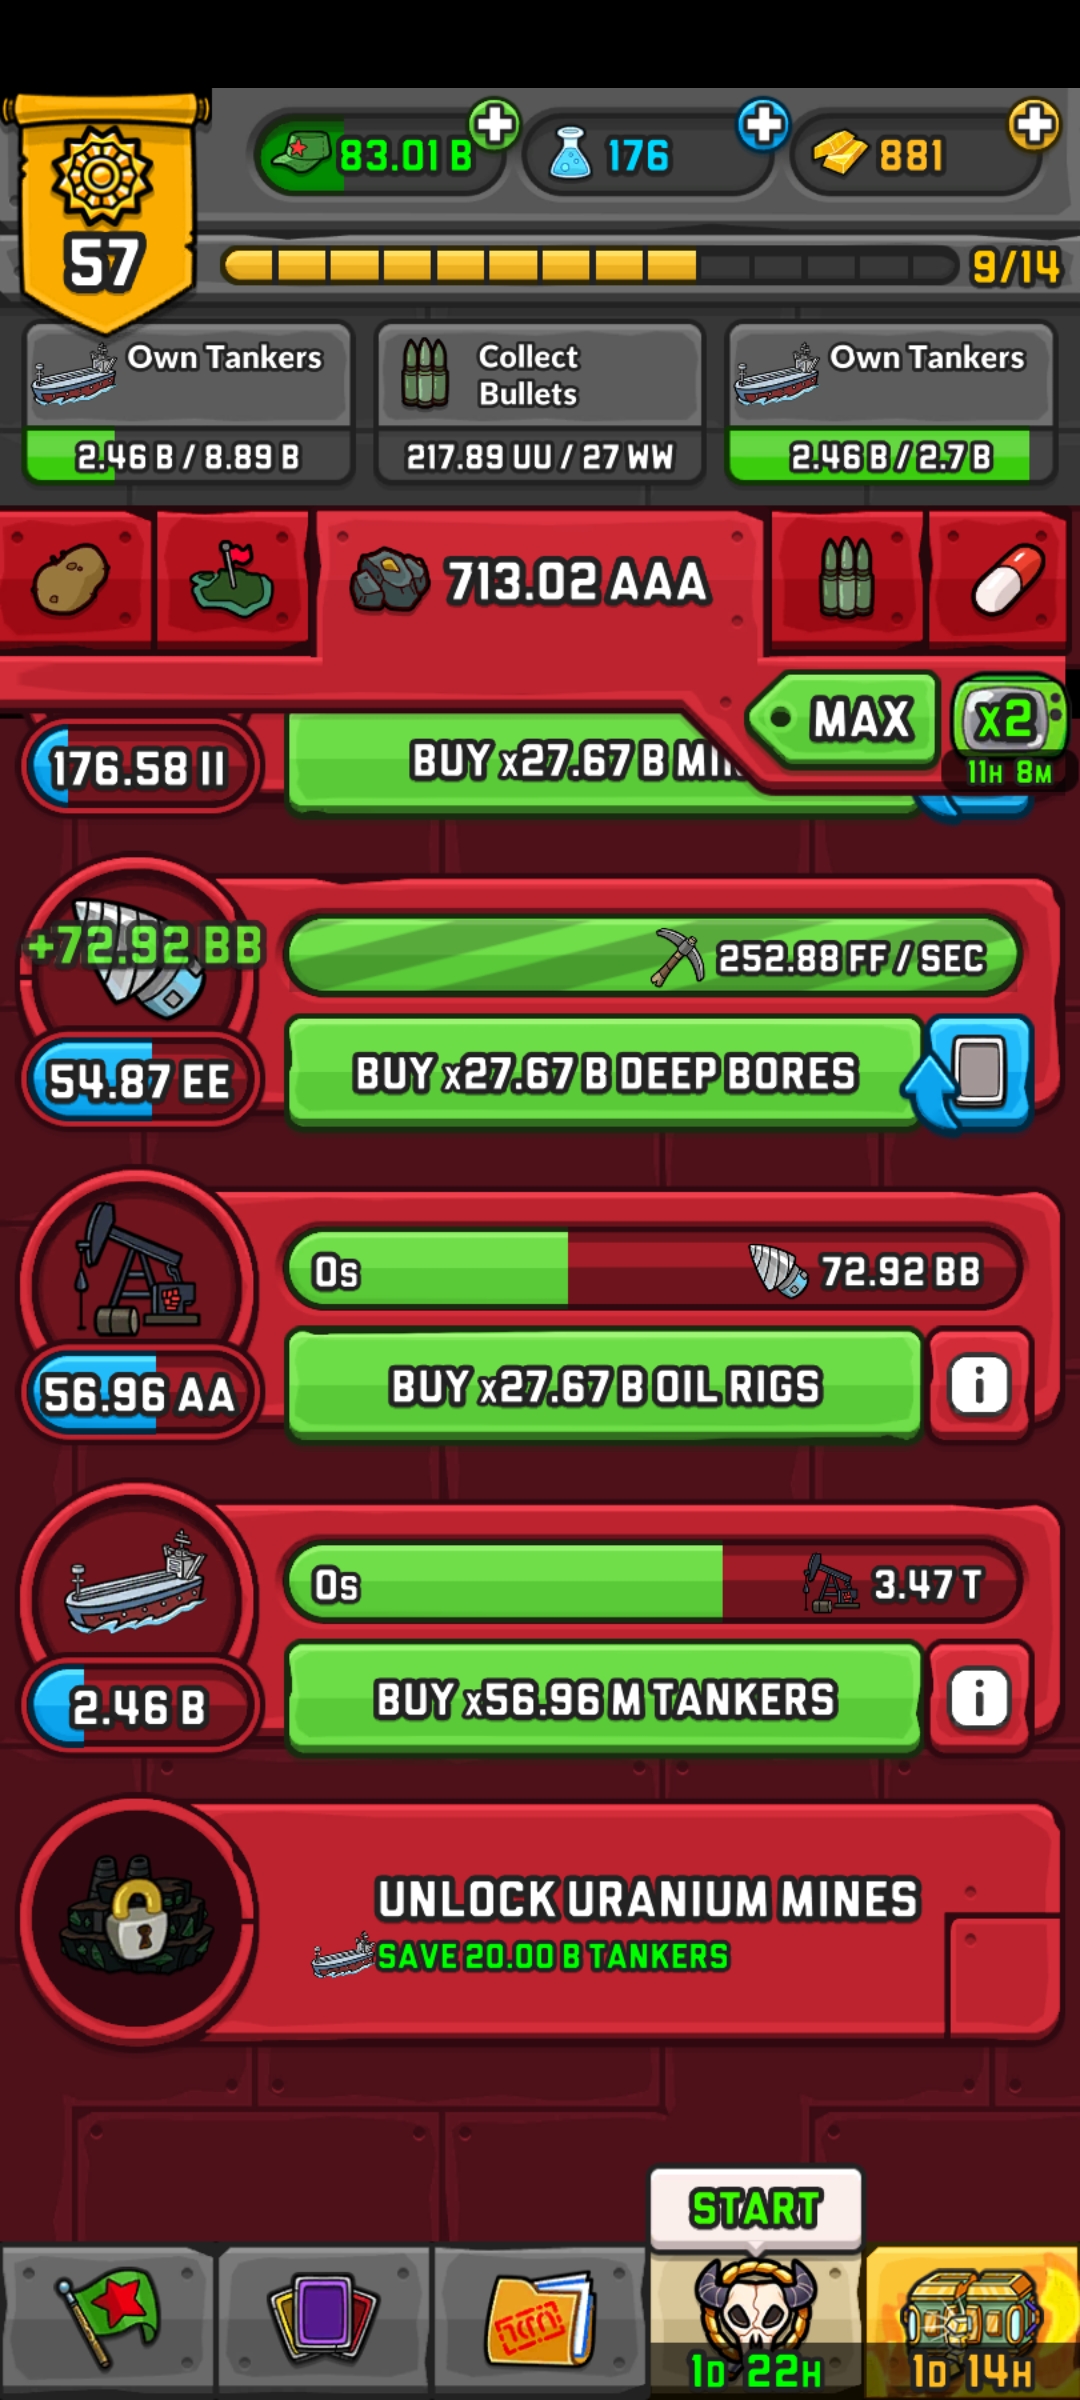 83.01 B
176
881
57
9/14
Own Tankers
2.46 B / 8.89 B
Collect
Bullets
217.89 UU / 27 WW
Own Tankers
2.46 B / 2.7 B
713.02 AAA
MAX
x2
11H 8M
176.58 II
BUY x27.67 B
+72.92 BB
252.88 FF / SEC
54.87 EE
BUY x27.67 B DEEP BORES
0s
72.92 BB
56.96 AA
BUY x27.67 B OIL RIGS
0s
3.47 T
2.46 B
BUY x56.96 M TANKERS
UNLOCK URANIUM MINES
SAVE 20.00 B TANKERS
START
1D 22H
1D 14H